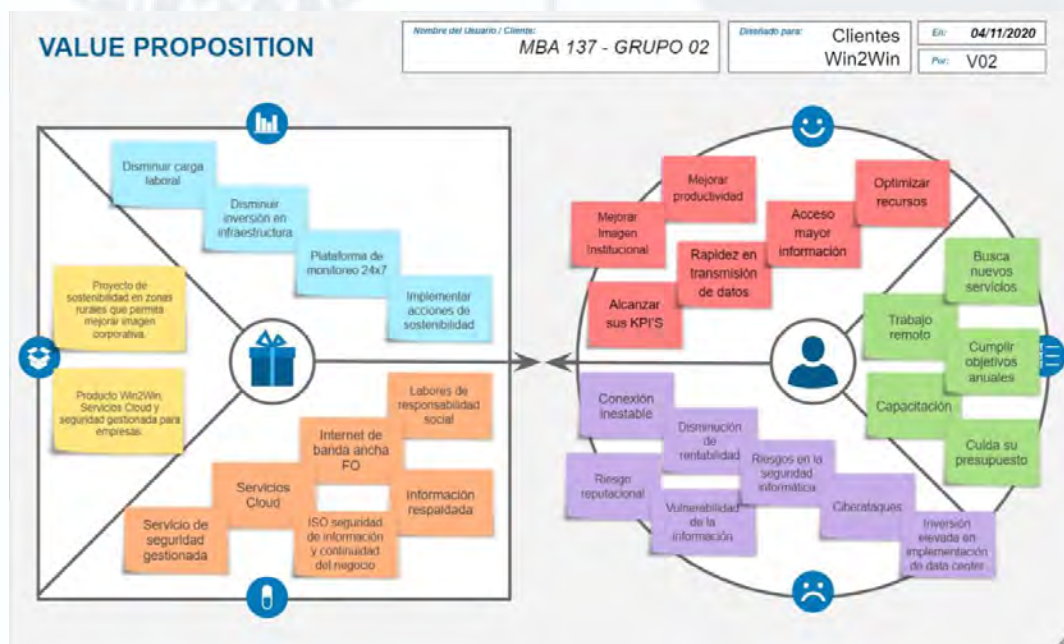 VALUE PROPOSITION
Nombre del Usuario / Cliente:
MBA 137 - GRUPO 02
Diseñado para:
Clientes
Win2Win
En:
04/11/2020
Por:
V02
Disminuir carga
laboral
Disminuir
inversión en
infraestructura
Plataforma de
monitoreo 24x7
Implementar
acciones de
sostenibilidad
Proyecto de
sostenibilidad en zonas
rurales que permita
mejorar imagen
corporativa.
Producto Win2Win,
Servicios Cloud y
seguridad gestionada para
empresas.
Labores de
responsabilidad
social
Internet de
banda ancha
FO
Servicios
Cloud
Información
respaldada
Servicio de
seguridad
gestionada
ISO seguridad
de información
y continuidad
del negocio
Mejorar
productividad
Optimizar
recursos
Mejorar
Imagen
Institucional
Acceso
mayor
información
Rapidez en
transmisión
de datos
Alcanzar
sus KPI'S
Busca
nuevos
servicios
Trabajo
remoto
Cumplir
objetivos
anuales
Capacitación
Cuida su
presupuesto
Conexión
inestable
Disminución
de
rentabilidad
Riesgos en la
seguridad
informática
Riesgo
reputacional
Vulnerabilidad
de la
información
Ciberataques
Inversión
elevada en
implementación
de data center